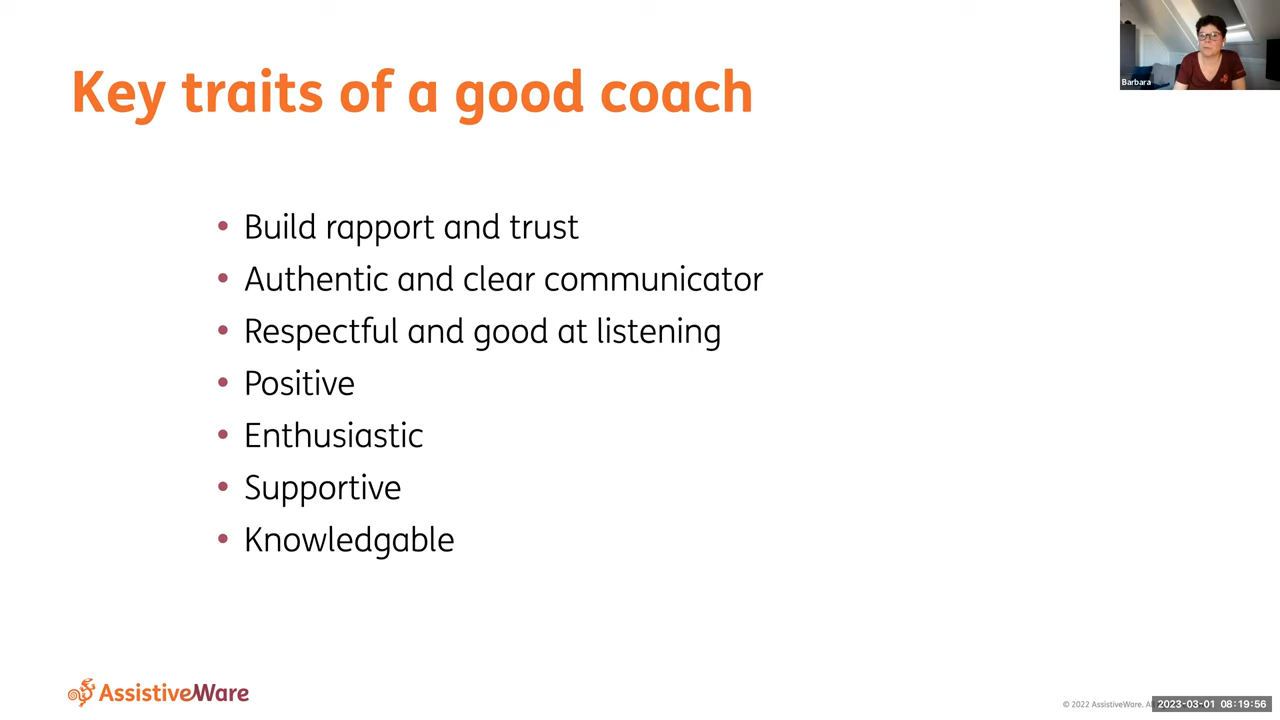 Key traits of a good coach
Barbara
• Build rapport and trust
• Authentic and clear communicator
• Respectful and good at listening
• Positive
• Enthusiastic
• Supportive
• Knowledgable
AssistiveWare
© 2022 AssistiveWare.
2023-03-01 08:19:56